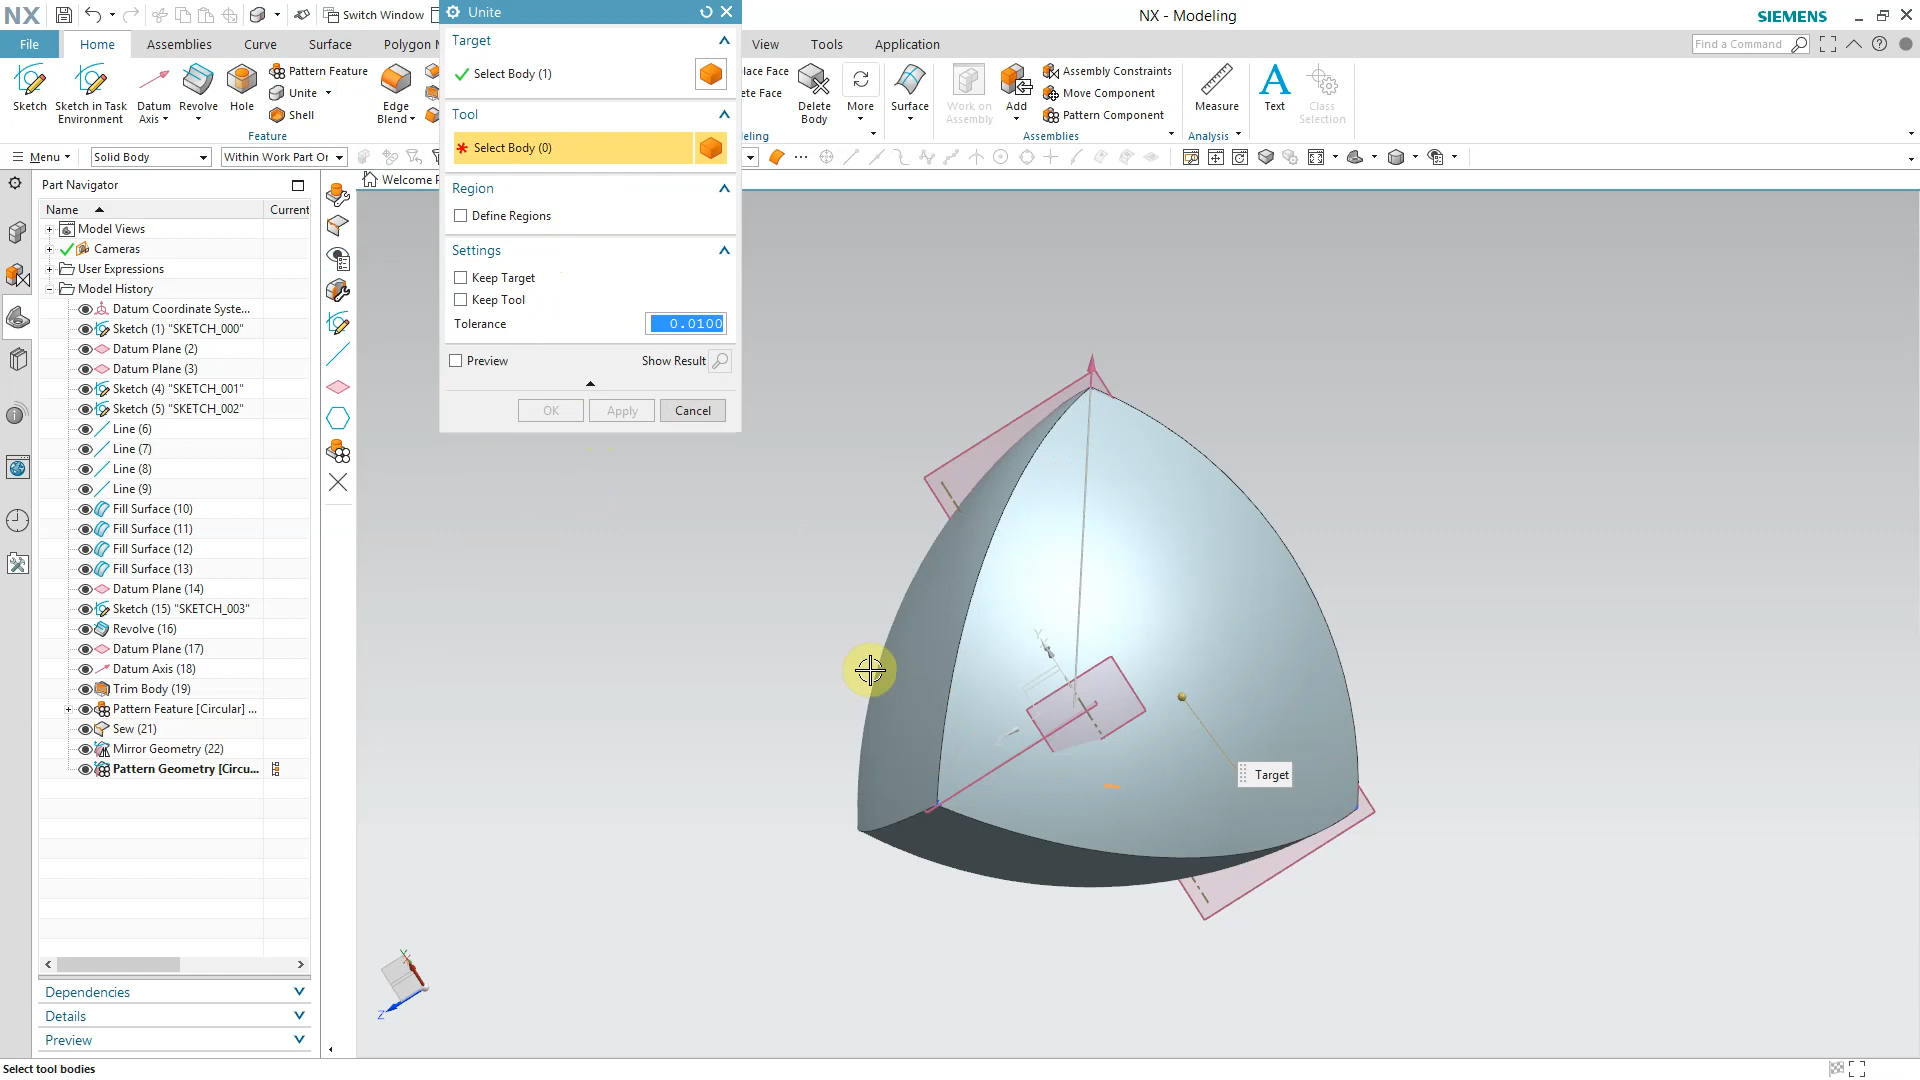 NX
Switch Window
Unite
NX - Modeling
SIEMENS
File
Home
Assemblies
Curve
Surface
Polygon M
View
Tools
Application
Find a Command
Sketch
Sketch in Task Environment
Datum Axis
Revolve
Hole
Pattern Feature
Unite
Shell
Edge Blend
Feature
lace Face
ete Face
Delete Body
More
Surface
Work on Assembly
Add
Assembly Constraints
Move Component
Pattern Component
Measure
Text
Class Selection
eling
Assemblies
Analysis
Target
Select Body (1)
Tool
Select Body (0)
Region
Define Regions
Settings
Keep Target
Keep Tool
Tolerance
0.0100
Preview
Show Result
OK
Apply
Cancel
Menu
Solid Body
Within Work Part Or
Welcome P
Part Navigator
Name
Current
Model Views
Cameras
User Expressions
Model History
Datum Coordinate Syste...
Sketch (1) "SKETCH_000"
Datum Plane (2)
Datum Plane (3)
Sketch (4) "SKETCH_001"
Sketch (5) "SKETCH_002"
Line (6)
Line (7)
Line (8)
Line (9)
Fill Surface (10)
Fill Surface (11)
Fill Surface (12)
Fill Surface (13)
Datum Plane (14)
Sketch (15) "SKETCH_003"
Revolve (16)
Datum Plane (17)
Datum Axis (18)
Trim Body (19)
Pattern Feature [Circular] ...
Sew (21)
Mirror Geometry (22)
Pattern Geometry [Circu...
Dependencies
Details
Preview
Y
Target
X
Z
Select tool bodies